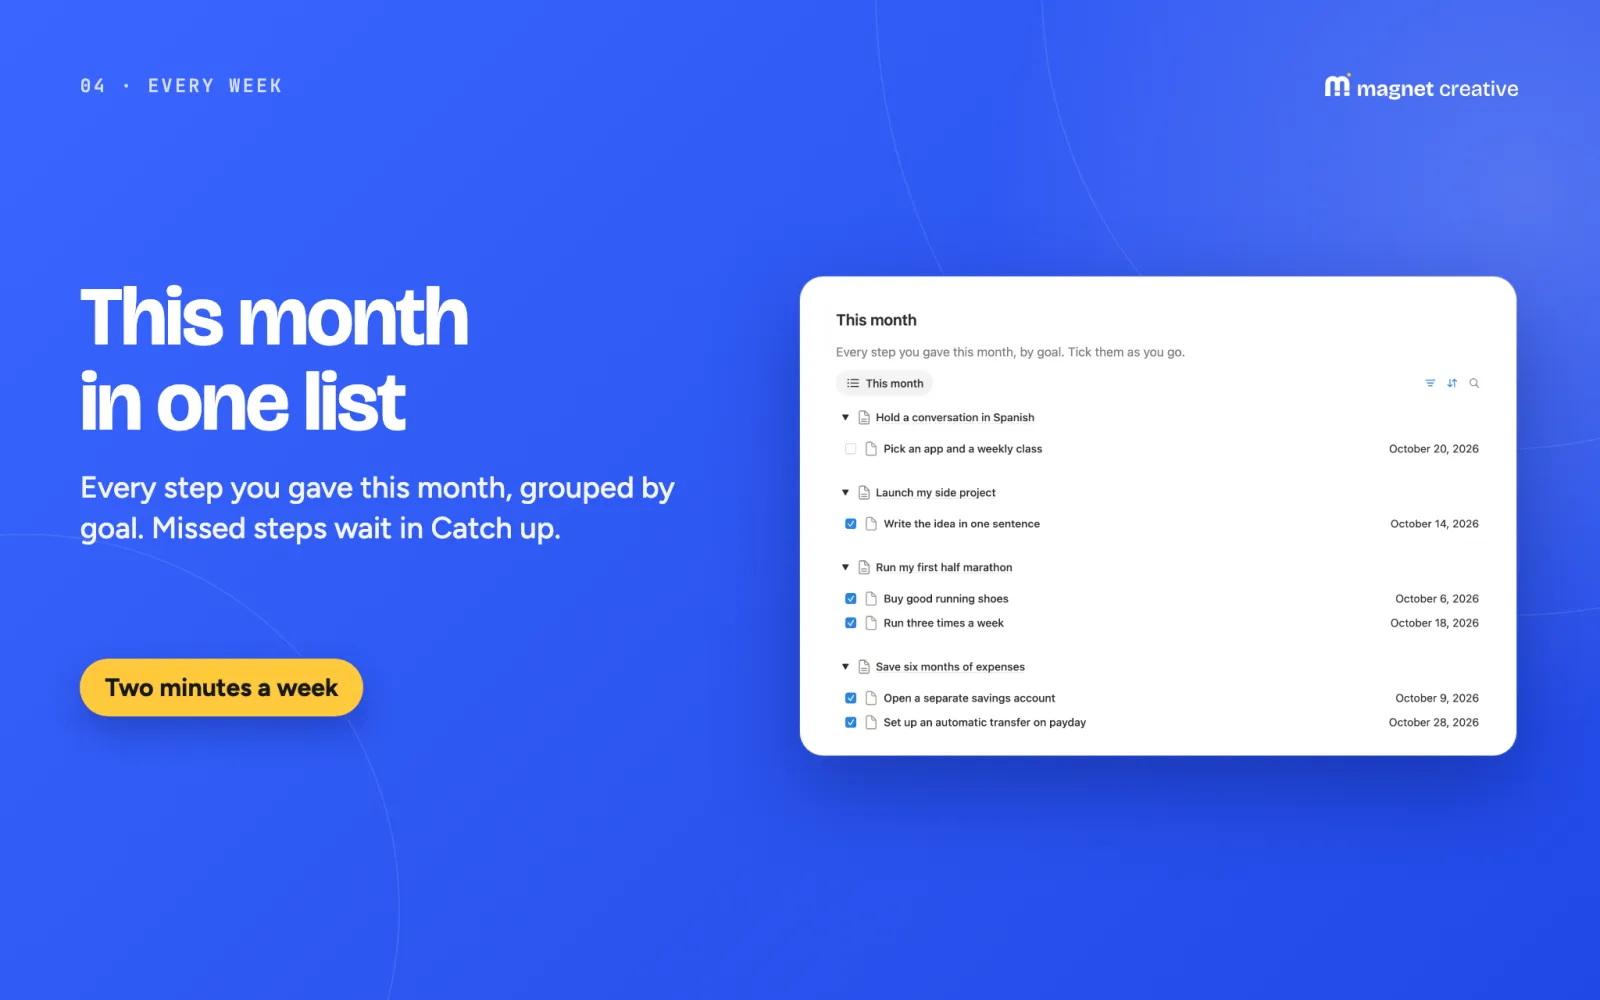 04 · EVERY WEEK
magnet creative
This month
in one list
Every step you gave this month, grouped by
goal. Missed steps wait in Catch up.
Two minutes a week
This month
Every step you gave this month, by goal. Tick them as you go.
This month
Hold a conversation in Spanish
Pick an app and a weekly class October 20, 2026
Launch my side project
Write the idea in one sentence October 14, 2026
Run my first half marathon
Buy good running shoes October 6, 2026
Run three times a week October 18, 2026
Save six months of expenses
Open a separate savings account October 9, 2026
Set up an automatic transfer on payday October 28, 2026